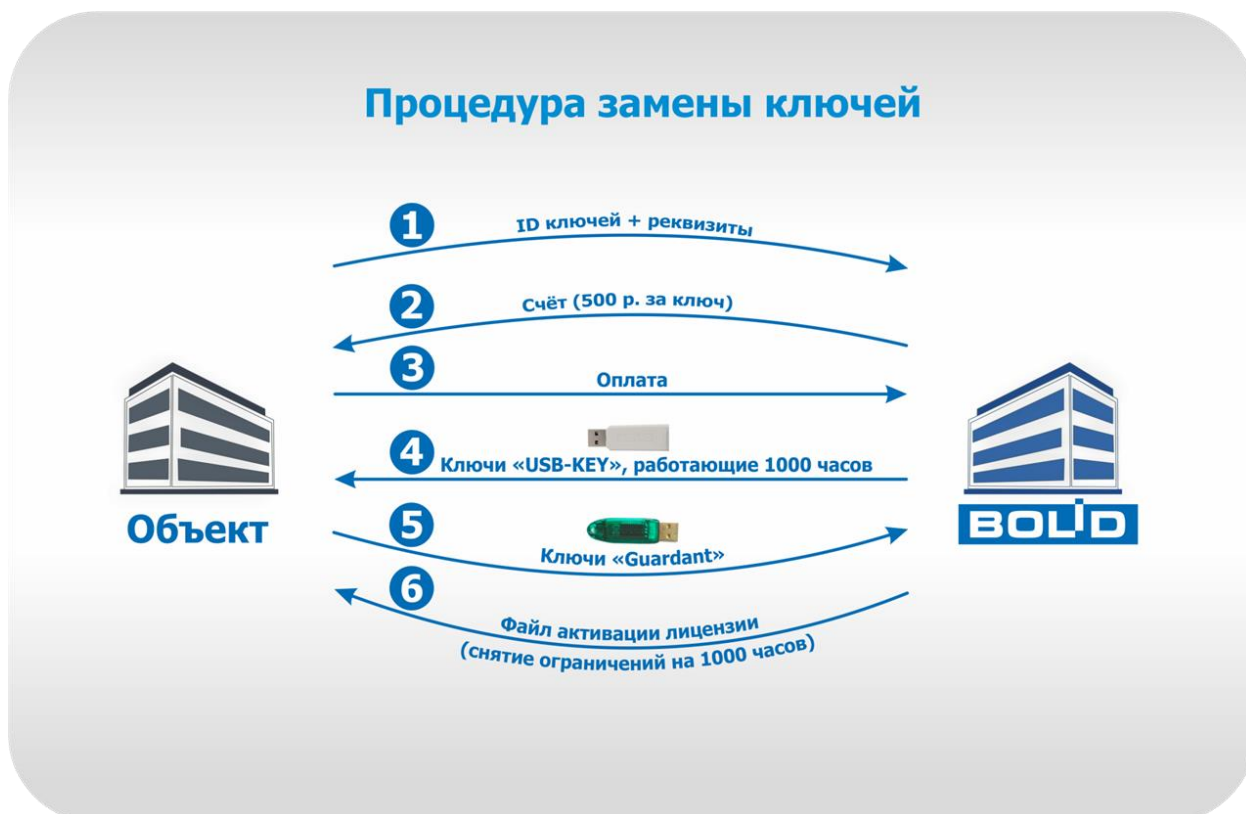 Процедура замены ключей
1
ID ключей + реквизиты
2
Счёт (500 р. за ключ)
3
Оплата
4
Ключи «USB-KEY», работающие 1000 часов
Объект
5
Ключи «Guardant»
BOLID
6
Файл активации лицензии
(снятие ограничений на 1000 часов)